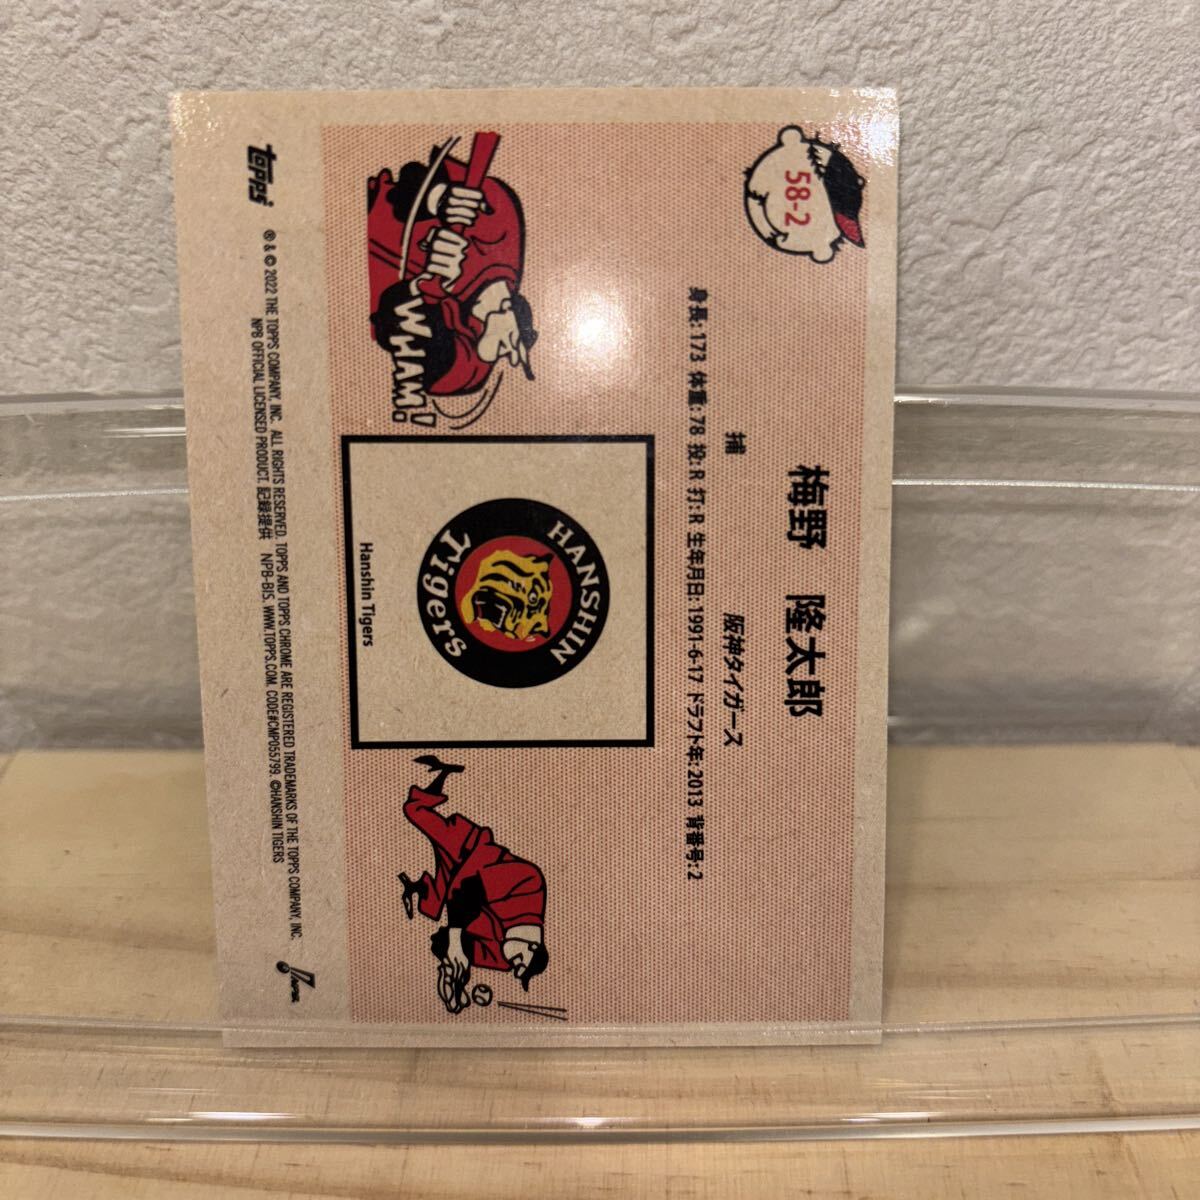 58-2
梅野 隆太郎
捕 阪神タイガース
身長: 173 体重: 78 投: R 打: R 生年月日: 1991-6-17 ドラフト年: 2013 背番号: 2
WHAM!
HANSHIN
Tigers
Hanshin Tigers
topps
® & © 2022 THE TOPPS COMPANY, INC. ALL RIGHTS RESERVED. TOPPS AND TOPPS CHROME ARE REGISTERED TRADEMARKS OF THE TOPPS COMPANY, INC.
NPB OFFICIAL LICENSED PRODUCT. 記録提供 NPB-BIS. WWW.TOPPS.COM. CODE#CMP055799. ©HANSHIN TIGERS